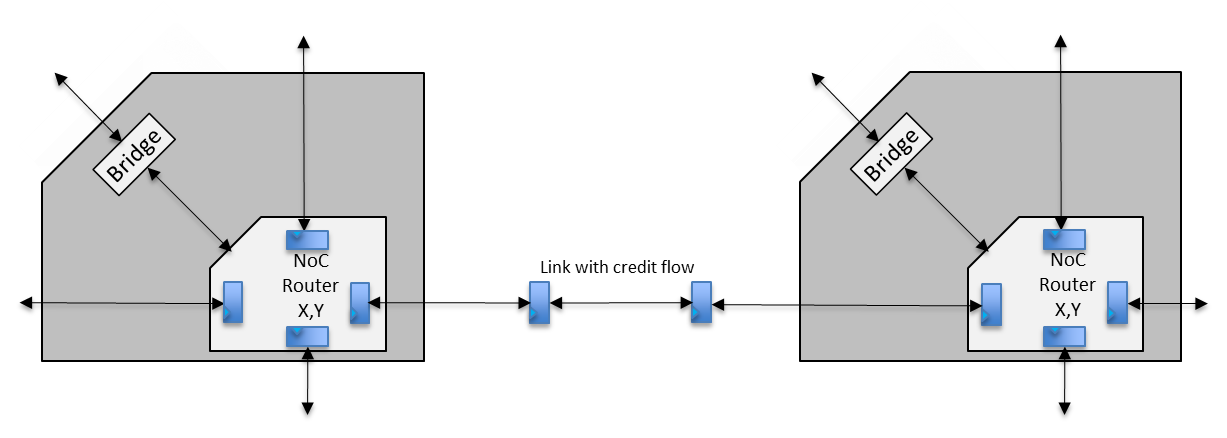 Bridge
NoC
Router
X,Y
Link with credit flow
Bridge
NoC
Router
X,Y